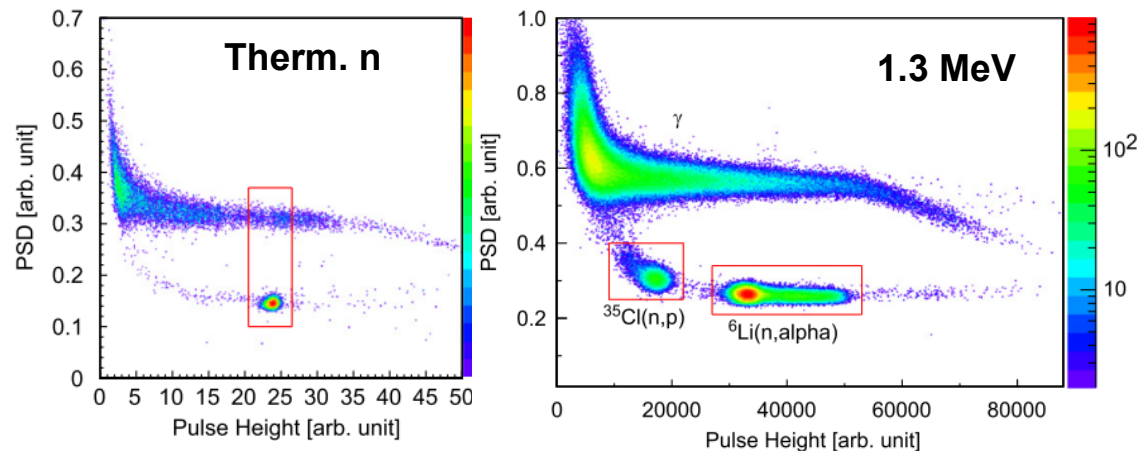 Therm. n
0.7
0.6
0.5
0.4
0.3
0.2
0.1
0
PSD [arb. unit]
0 5 10 15 20 25 30 35 40 45 50
Pulse Height [arb. unit]
1.3 MeV
γ
1.0
0.8
0.6
0.4
0.2
PSD [arb. unit]
³⁵Cl(n,p)
⁶Li(n,alpha)
0 20000 40000 60000 80000
Pulse Height [arb. unit]
10²
10